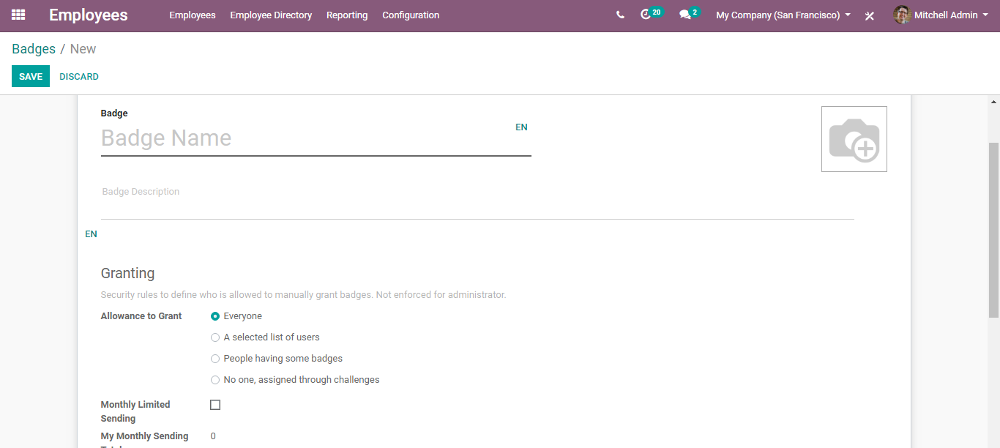 Employees Employees Employee Directory Reporting Configuration 20 2 My Company (San Francisco) Mitchell Admin
Badges / New
SAVE DISCARD
Badge
Badge Name EN
Badge Description
EN
Granting
Security rules to define who is allowed to manually grant badges. Not enforced for administrator.
Allowance to Grant Everyone
A selected list of users
People having some badges
No one, assigned through challenges
Monthly Limited
Sending
My Monthly Sending 0